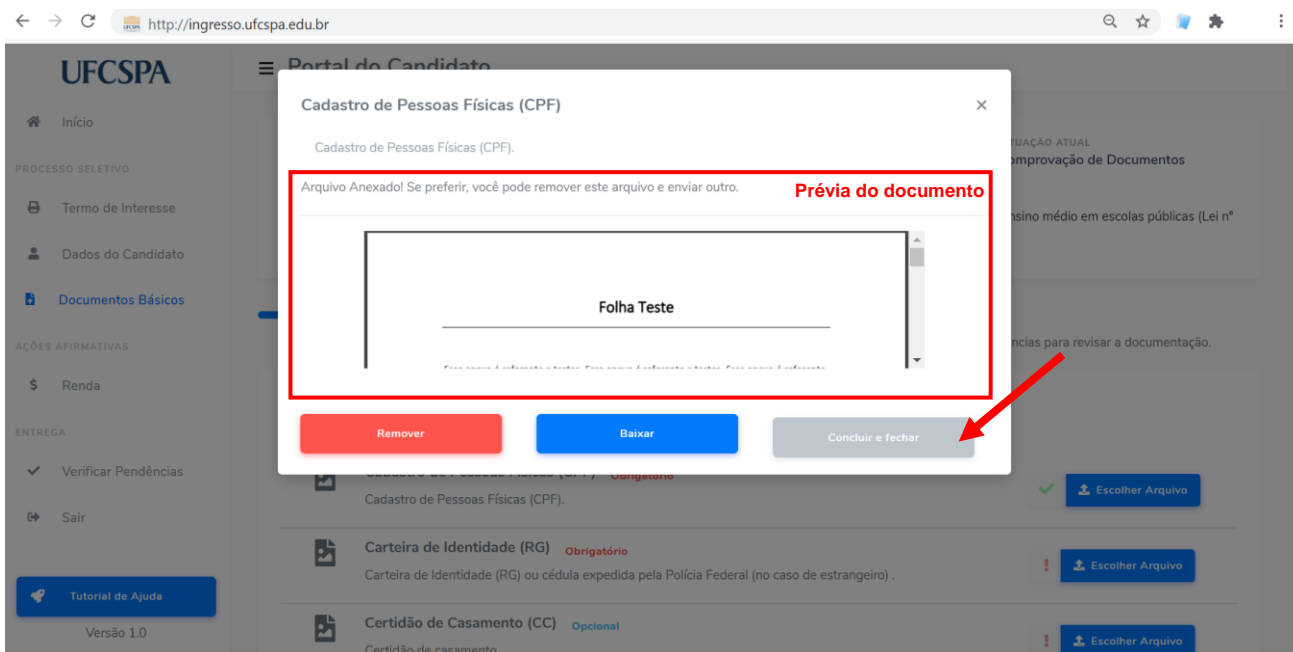 http://ingresso.ufcspa.edu.br
UFCSPA
Portal do Candidato
Início
PROCESSO SELETIVO
Termo de Interesse
Dados do Candidato
Documentos Básicos
AÇÕES AFIRMATIVAS
$ Renda
ENTREGA
Verificar Pendências
Sair
Tutorial de Ajuda
Versão 1.0
Cadastro de Pessoas Físicas (CPF)
×
Cadastro de Pessoas Físicas (CPF).
Arquivo Anexado! Se preferir, você pode remover este arquivo e enviar outro.
Prévia do documento
Folha Teste
Remover
Baixar
Concluir e fechar
TUAÇÃO ATUAL
omprovação de Documentos
nsino médio em escolas públicas (Lei nº
ncias para revisar a documentação.
Cadastro de Pessoas Físicas (CPF) Obrigatório
Cadastro de Pessoas Físicas (CPF).
Escolher Arquivo
Carteira de Identidade (RG) Obrigatório
Carteira de Identidade (RG) ou cédula expedida pela Polícia Federal (no caso de estrangeiro) .
! Escolher Arquivo
Certidão de Casamento (CC) Opcional
Certidão de casamento
! Escolher Arquivo